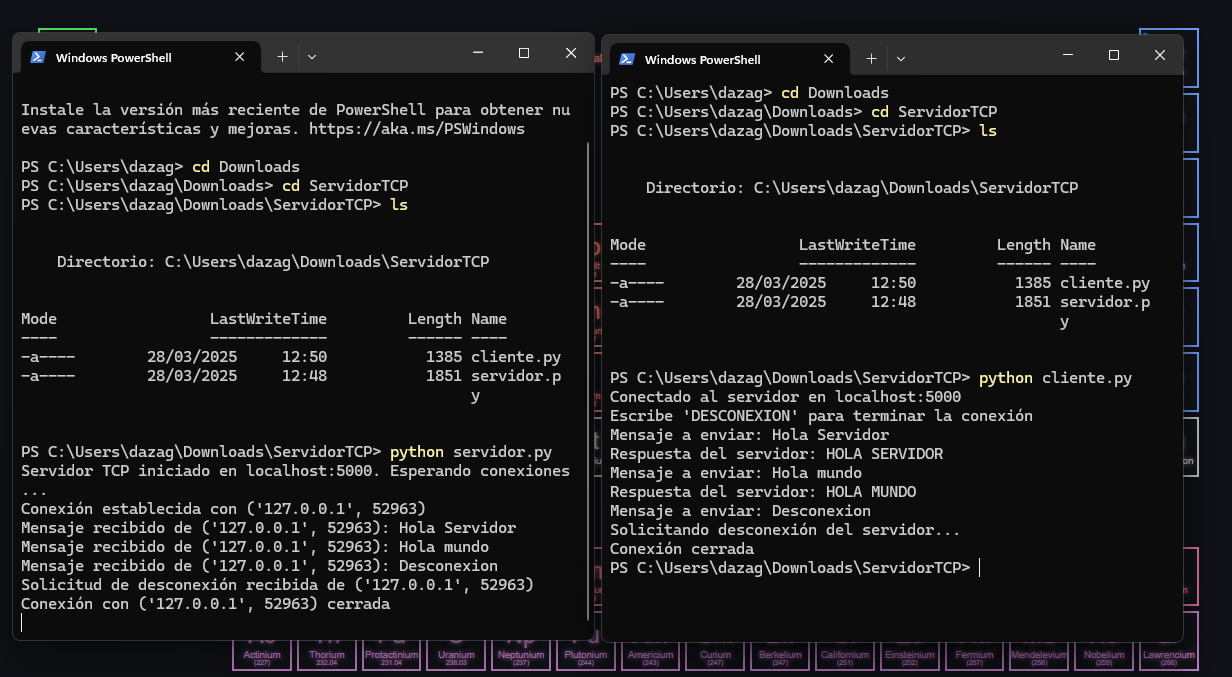 Windows PowerShell
Instale la versión más reciente de PowerShell para obtener nu
evas características y mejoras. https://aka.ms/PSWindows
PS C:\Users\dazag> cd Downloads
PS C:\Users\dazag\Downloads> cd ServidorTCP
PS C:\Users\dazag\Downloads\ServidorTCP> ls
Directorio: C:\Users\dazag\Downloads\ServidorTCP
Mode LastWriteTime Length Name
---- ------------- ------ ----
-a---- 28/03/2025 12:50 1385 cliente.py
-a---- 28/03/2025 12:48 1851 servidor.p
y
PS C:\Users\dazag\Downloads\ServidorTCP> python servidor.py
Servidor TCP iniciado en localhost:5000. Esperando conexiones
...
Conexión establecida con ('127.0.0.1', 52963)
Mensaje recibido de ('127.0.0.1', 52963): Hola Servidor
Mensaje recibido de ('127.0.0.1', 52963): Hola mundo
Mensaje recibido de ('127.0.0.1', 52963): Desconexion
Solicitud de desconexión recibida de ('127.0.0.1', 52963)
Conexión con ('127.0.0.1', 52963) cerrada
Windows PowerShell
PS C:\Users\dazag> cd Downloads
PS C:\Users\dazag\Downloads> cd ServidorTCP
PS C:\Users\dazag\Downloads\ServidorTCP> ls
Directorio: C:\Users\dazag\Downloads\ServidorTCP
Mode LastWriteTime Length Name
---- ------------- ------ ----
-a---- 28/03/2025 12:50 1385 cliente.py
-a---- 28/03/2025 12:48 1851 servidor.p
y
PS C:\Users\dazag\Downloads\ServidorTCP> python cliente.py
Conectado al servidor en localhost:5000
Escribe 'DESCONEXION' para terminar la conexión
Mensaje a enviar: Hola Servidor
Respuesta del servidor: HOLA SERVIDOR
Mensaje a enviar: Hola mundo
Respuesta del servidor: HOLA MUNDO
Mensaje a enviar: Desconexion
Solicitando desconexión del servidor...
Conexión cerrada
PS C:\Users\dazag\Downloads\ServidorTCP>
Actinium Thorium Protactinium Uranium Neptunium Plutonium Americium Curium Berkelium Californium Einsteinium Fermium Mendelevium Nobelium Lawrencium
(227) 232.04 231.04 238.03 (237) (244) (243) (247) (247) (251) (252) (257) (258) (259) (266)